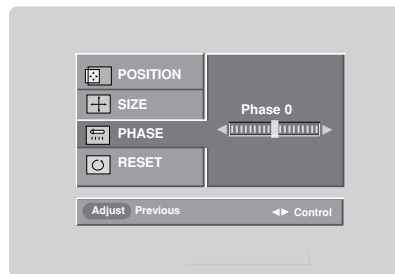 POSITION
SIZE
PHASE
RESET
Phase 0
Adjust Previous
◄► Control